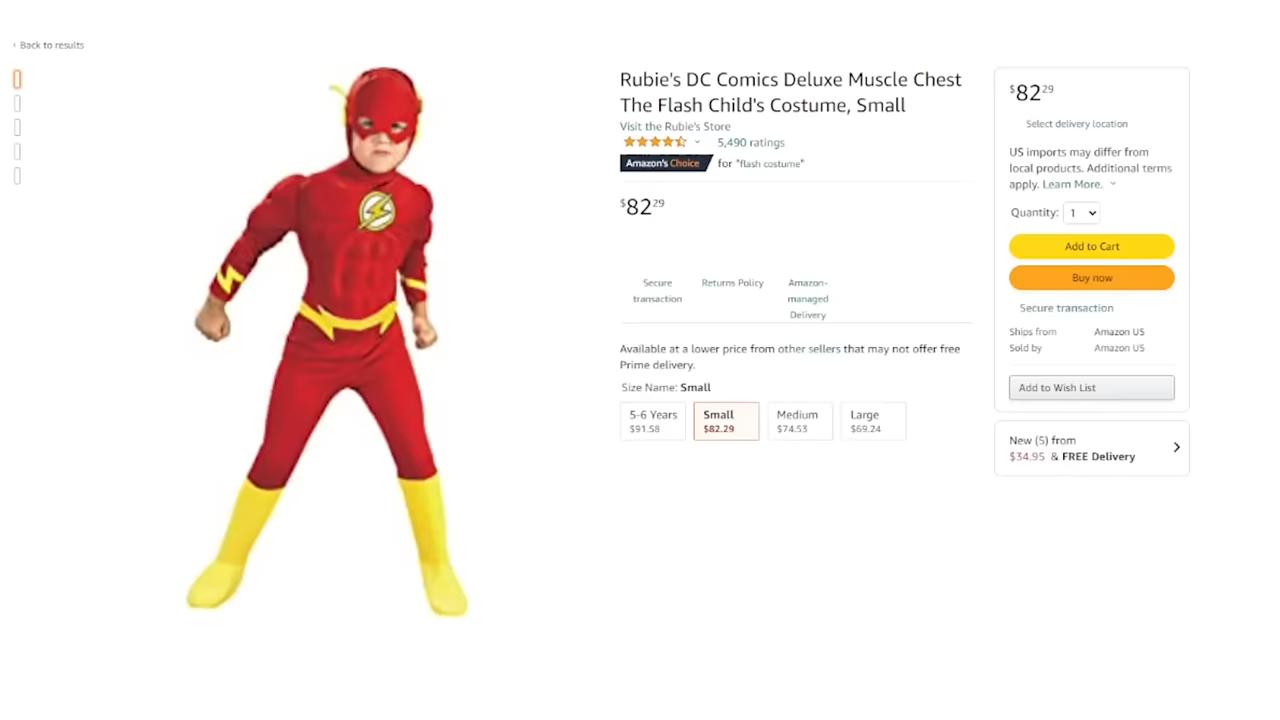 ‹ Back to results
Rubie's DC Comics Deluxe Muscle Chest
The Flash Child's Costume, Small
Visit the Rubie's Store
5,490 ratings
Amazon's Choice for "flash costume"
$82 29
Secure
transaction
Returns Policy
Amazon-
managed
Delivery
Available at a lower price from other sellers that may not offer free
Prime delivery.
Size Name: Small
5-6 Years
$91.58
Small
$82.29
Medium
$74.53
Large
$69.24
$82 29
Select delivery location
US imports may differ from
local products. Additional terms
apply. Learn More.
Quantity: 1
Add to Cart
Buy now
Secure transaction
Ships from Amazon US
Sold by Amazon US
Add to Wish List
New (5) from
$34.95 & FREE Delivery